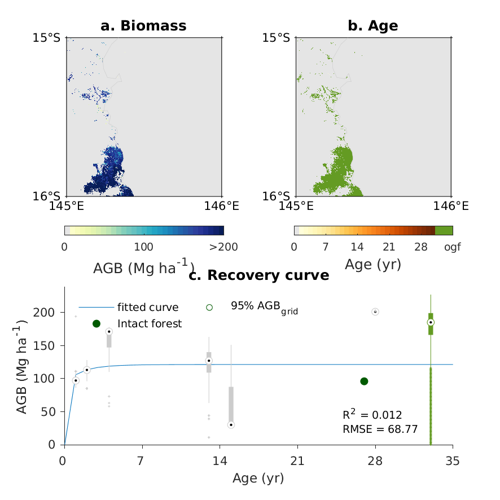 a. Biomass
b. Age
15°S
15°S
16°S
16°S
145°E
146°E
145°E
146°E
0
100
>200
0
7
14
21
28
ogf
AGB (Mg ha-1)
Age (yr)
c. Recovery curve
fitted curve
95% AGBgrid
Intact forest
200
150
100
50
0
AGB (Mg ha-1)
R2 = 0.012
RMSE = 68.77
0
7
14
21
28
35
Age (yr)